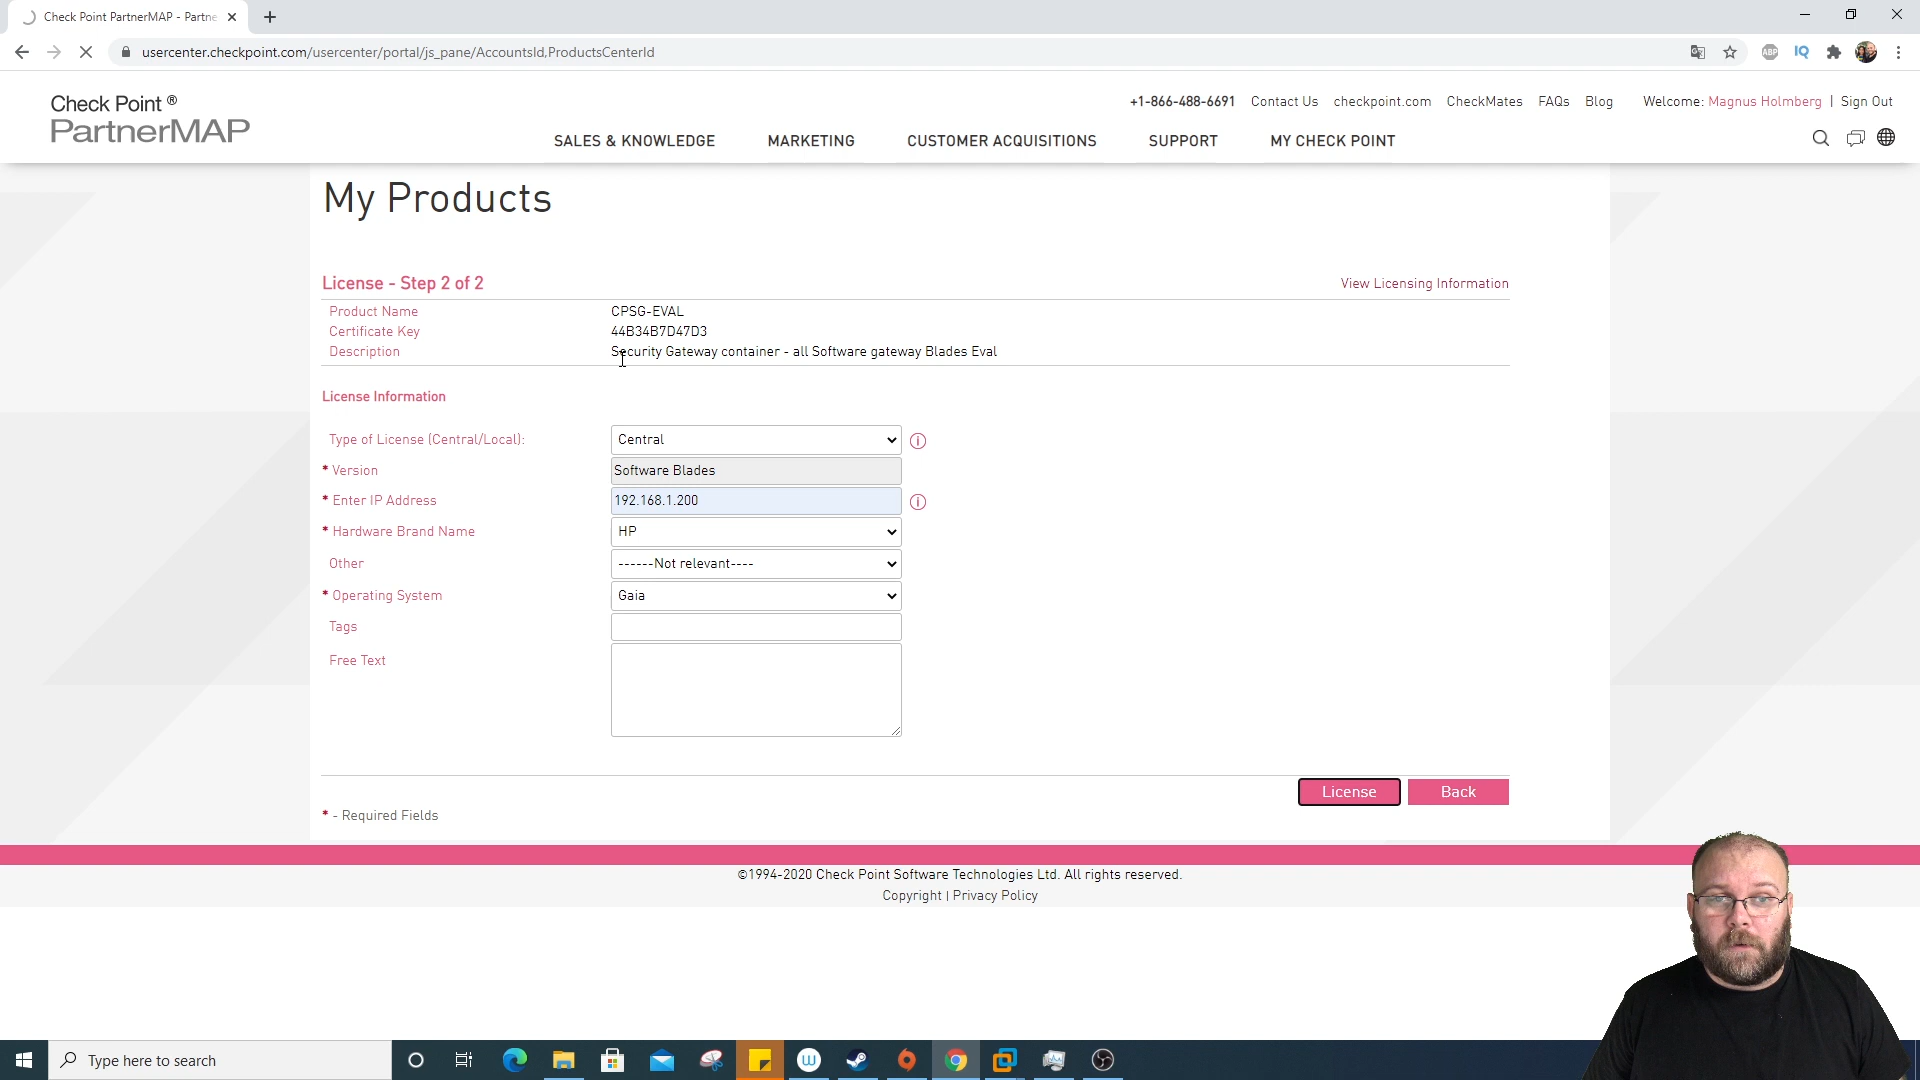 Check Point PartnerMAP - Partne
usercenter.checkpoint.com/usercenter/portal/js_pane/AccountsId,ProductsCenterId
ABP
IQ
Check Point ®
PartnerMAP
+1-866-488-6691 Contact Us checkpoint.com CheckMates FAQs Blog Welcome: Magnus Holmberg | Sign Out
SALES & KNOWLEDGE MARKETING CUSTOMER ACQUISITIONS SUPPORT MY CHECK POINT
My Products
License - Step 2 of 2 View Licensing Information
Product Name CPSG-EVAL
Certificate Key 44B34B7D47D3
Description Security Gateway container - all Software gateway Blades Eval
License Information
Type of License (Central/Local): Central
* Version Software Blades
* Enter IP Address 192.168.1.200
* Hardware Brand Name HP
Other ------Not relevant----
* Operating System Gaia
Tags
Free Text
License Back
* - Required Fields
©1994-2020 Check Point Software Technologies Ltd. All rights reserved.
Copyright | Privacy Policy
Type here to search